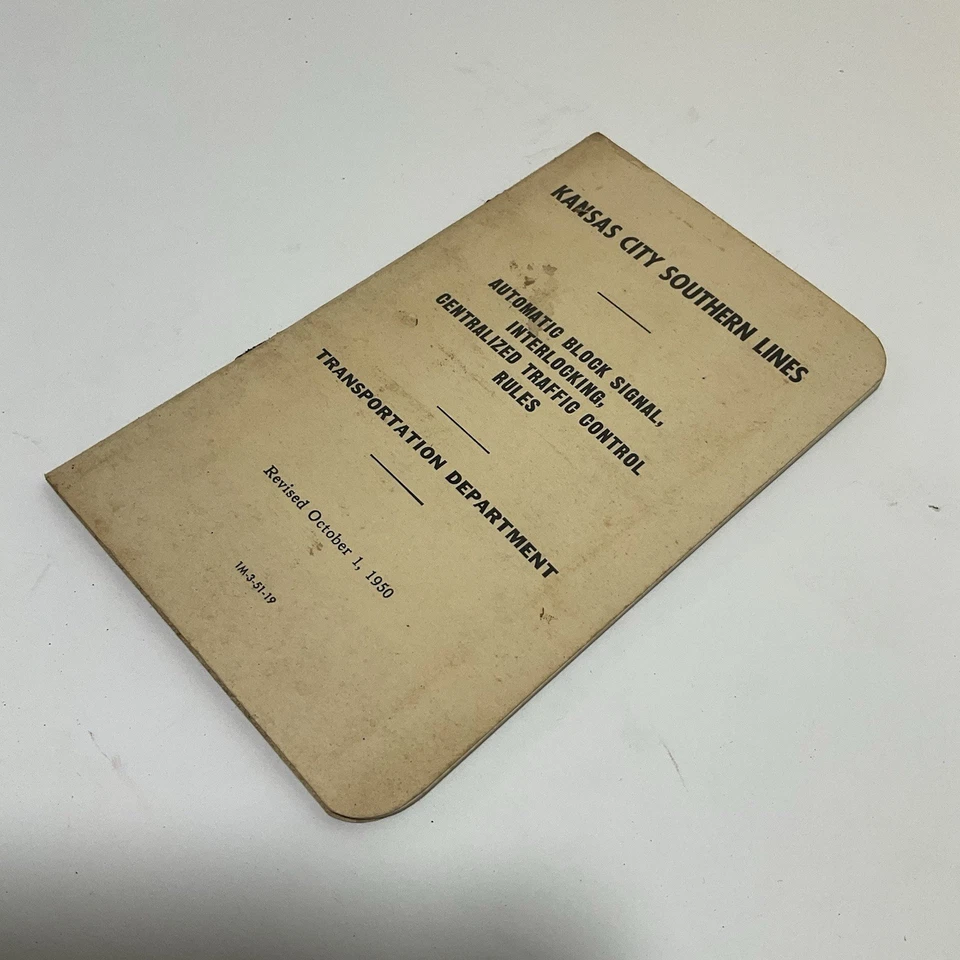 KANSAS CITY SOUTHERN LINES
AUTOMATIC BLOCK SIGNAL,
INTERLOCKING,
CENTRALIZED TRAFFIC CONTROL
RULES
TRANSPORTATION DEPARTMENT
Revised October 1, 1950
1M-3-51-19